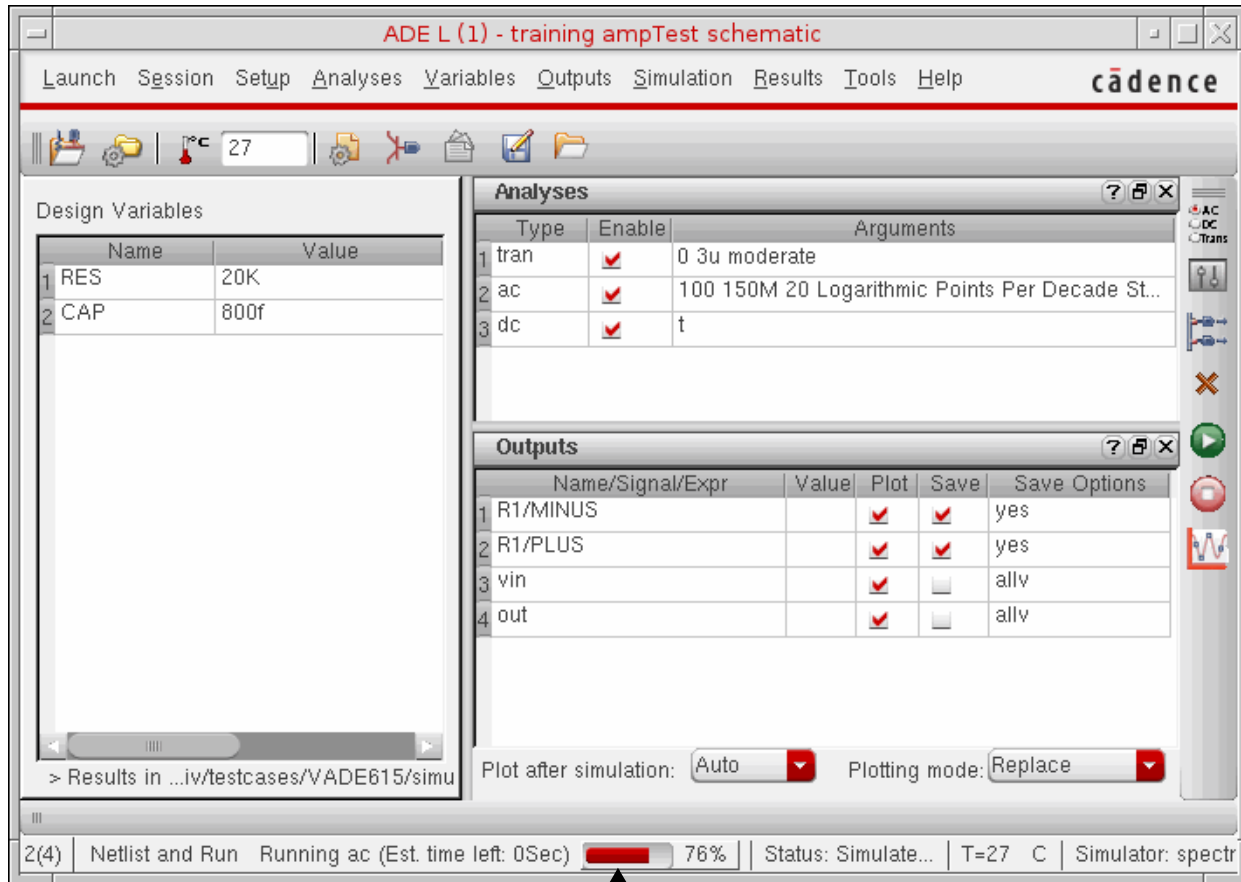 ADE L (1) - training ampTest schematic
Launch Session Setup Analyses Variables Outputs Simulation Results Tools Help cādence
°C 27
Design Variables
Name Value
1 RES 20K
2 CAP 800f
> Results in ...iv/testcases/VADE615/simu
Analyses
Type Enable Arguments
1 tran 0 3u moderate
2 ac 100 150M 20 Logarithmic Points Per Decade St...
3 dc t
Outputs
Name/Signal/Expr Value Plot Save Save Options
1 R1/MINUS yes
2 R1/PLUS yes
3 vin allv
4 out allv
Plot after simulation: Auto Plotting mode: Replace
AC
DC
Trans
2(4) Netlist and Run Running ac (Est. time left: 0Sec) 76% Status: Simulate... T=27 C Simulator: spectr